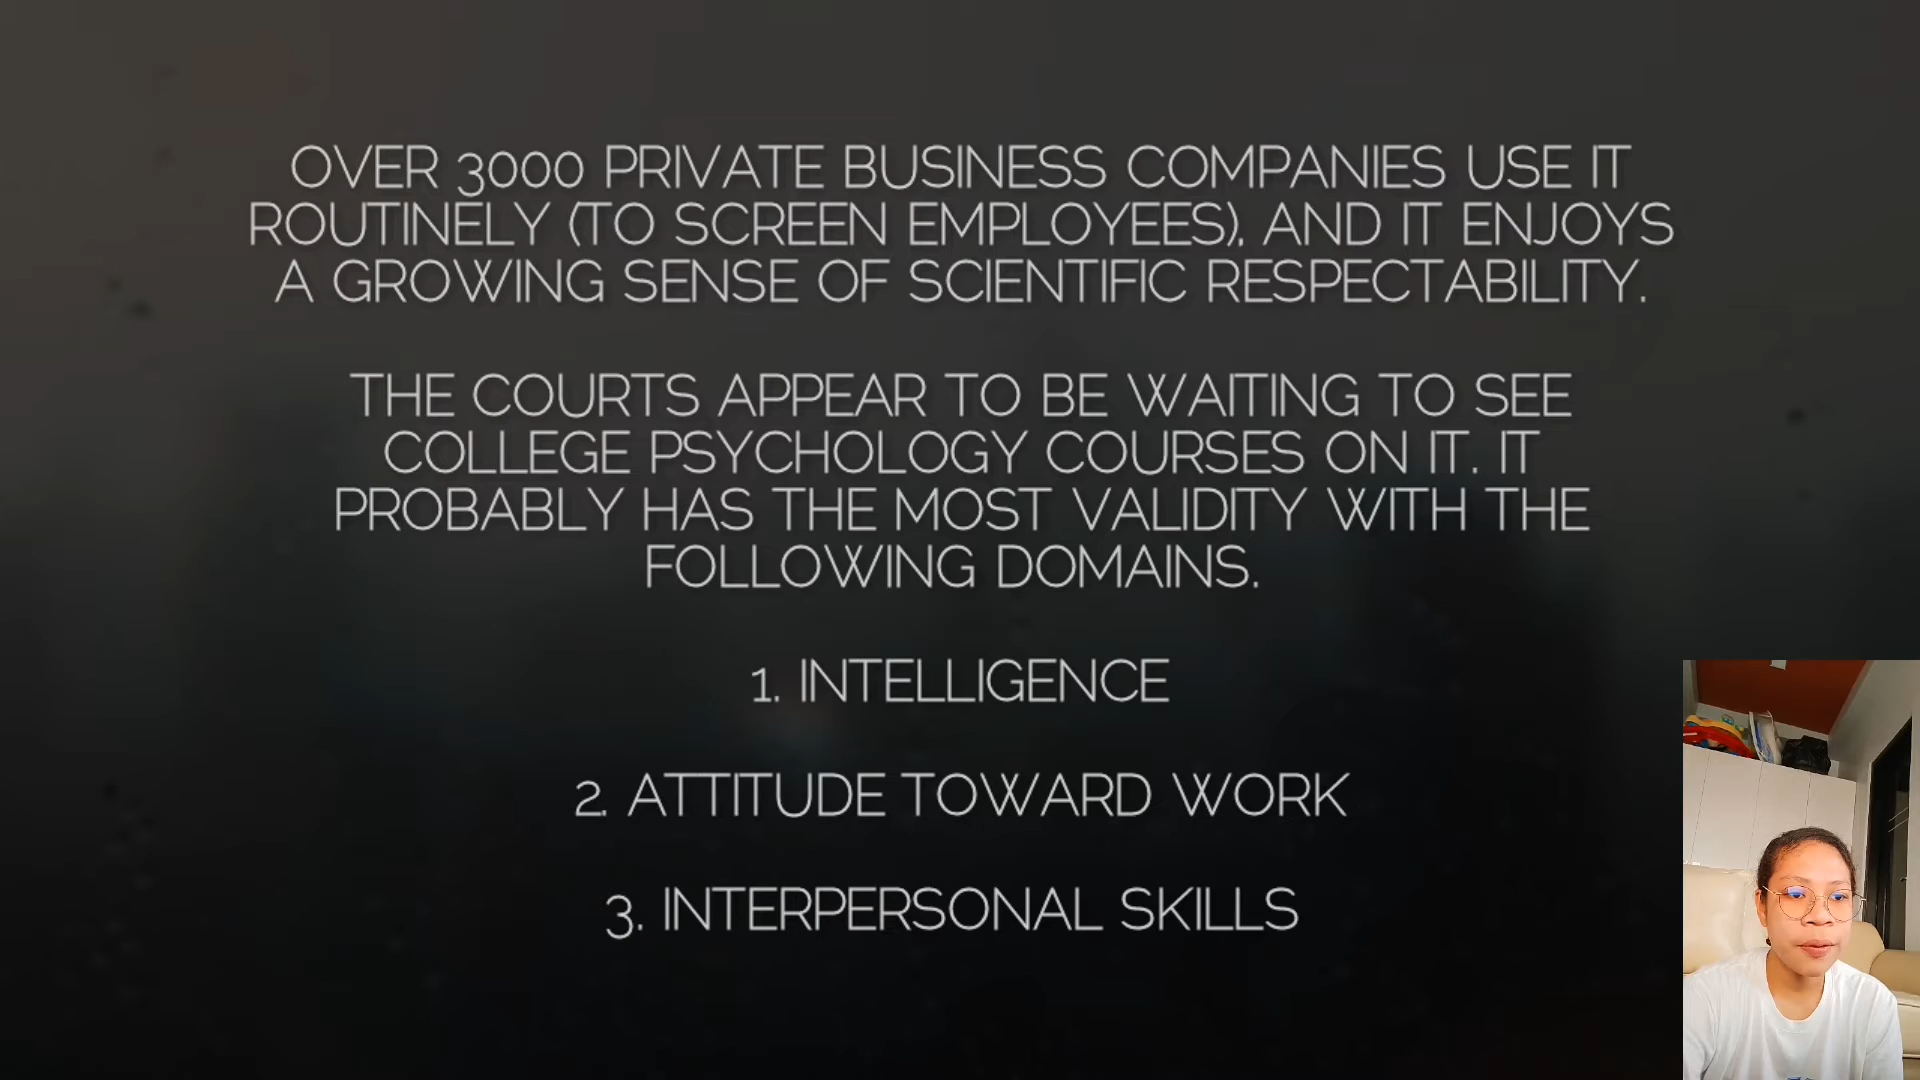 OVER 3000 PRIVATE BUSINESS COMPANIES USE IT
ROUTINELY (TO SCREEN EMPLOYEES), AND IT ENJOYS
A GROWING SENSE OF SCIENTIFIC RESPECTABILITY.
THE COURTS APPEAR TO BE WAITING TO SEE
COLLEGE PSYCHOLOGY COURSES ON IT. IT
PROBABLY HAS THE MOST VALIDITY WITH THE
FOLLOWING DOMAINS.
1. INTELLIGENCE
2. ATTITUDE TOWARD WORK
3. INTERPERSONAL SKILLS